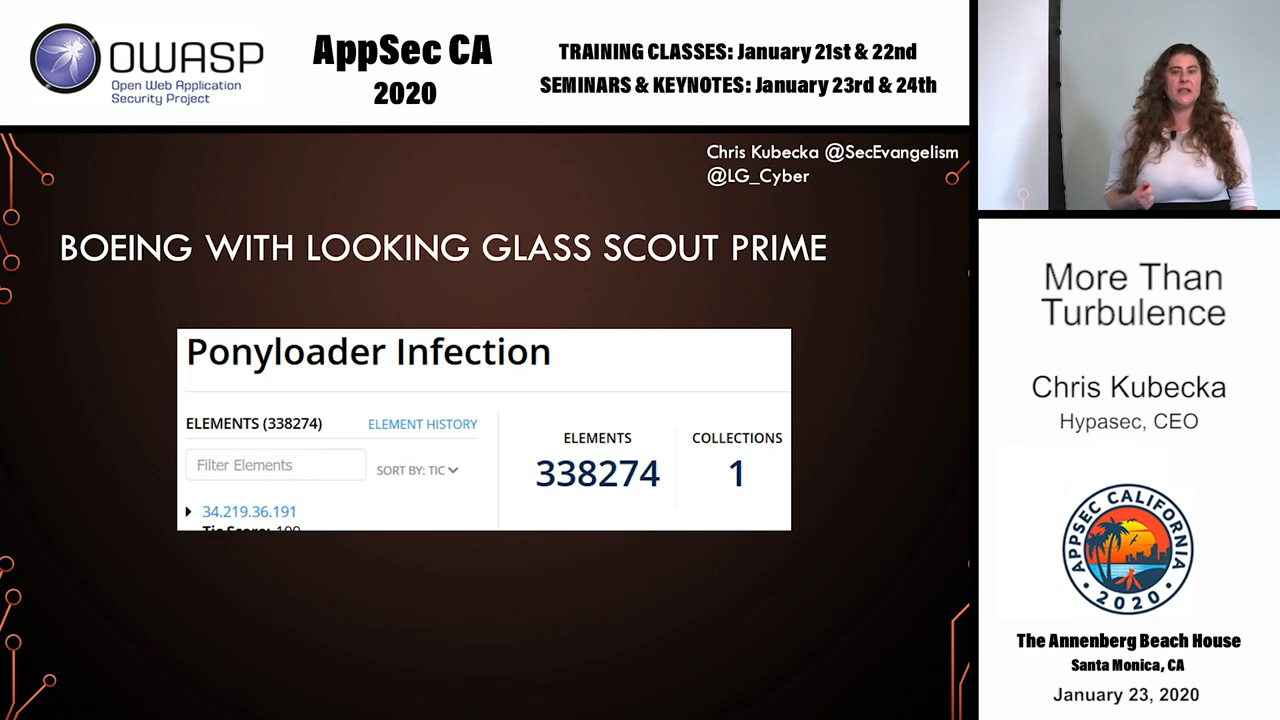 OWASP
Open Web Application
Security Project
AppSec CA
2020
TRAINING CLASSES: January 21st & 22nd
SEMINARS & KEYNOTES: January 23rd & 24th
Chris Kubecka @SecEvangelism
@LG_Cyber
BOEING WITH LOOKING GLASS SCOUT PRIME
Ponyloader Infection
ELEMENTS (338274)
ELEMENT HISTORY
Filter Elements
SORT BY: TIC
34.219.36.191
Tic Score: 100
ELEMENTS
338274
COLLECTIONS
1
More Than
Turbulence
Chris Kubecka
Hypasec, CEO
APPSEC CALIFORNIA
• 2020 •
The Annenberg Beach House
Santa Monica, CA
January 23, 2020